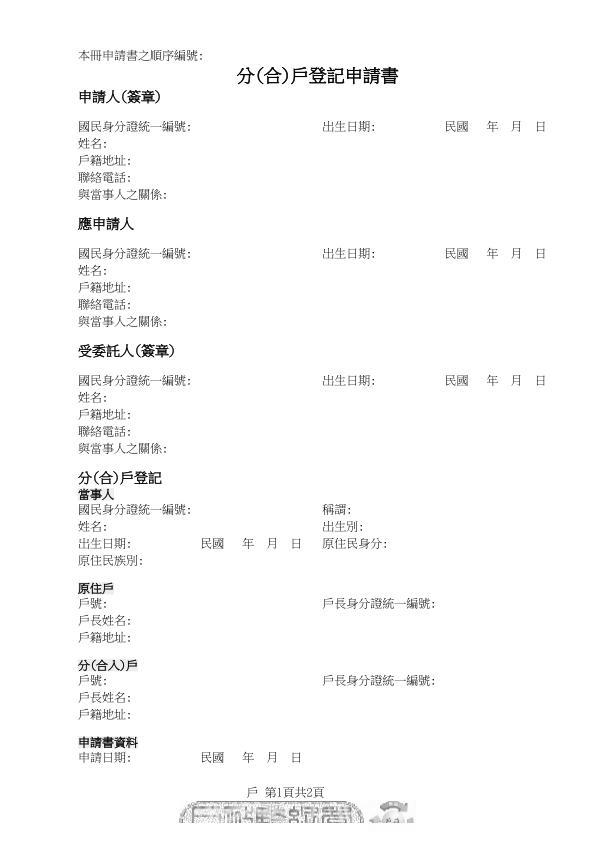 本冊申請書之順序編號:
分(合)戶登記申請書
申請人(簽章)
國民身分證統一編號: 出生日期: 民國 年 月 日
姓名:
戶籍地址:
聯絡電話:
與當事人之關係:
應申請人
國民身分證統一編號: 出生日期: 民國 年 月 日
姓名:
戶籍地址:
聯絡電話:
與當事人之關係:
受委託人(簽章)
國民身分證統一編號: 出生日期: 民國 年 月 日
姓名:
戶籍地址:
聯絡電話:
與當事人之關係:
分(合)戶登記
當事人
國民身分證統一編號: 稱謂:
姓名: 出生別:
出生日期: 民國 年 月 日 原住民身分:
原住民族別:
原住戶
戶號: 戶長身分證統一編號:
戶長姓名:
戶籍地址:
分(合入)戶
戶號: 戶長身分證統一編號:
戶長姓名:
戶籍地址:
申請書資料
申請日期: 民國 年 月 日
戶 第1頁共2頁